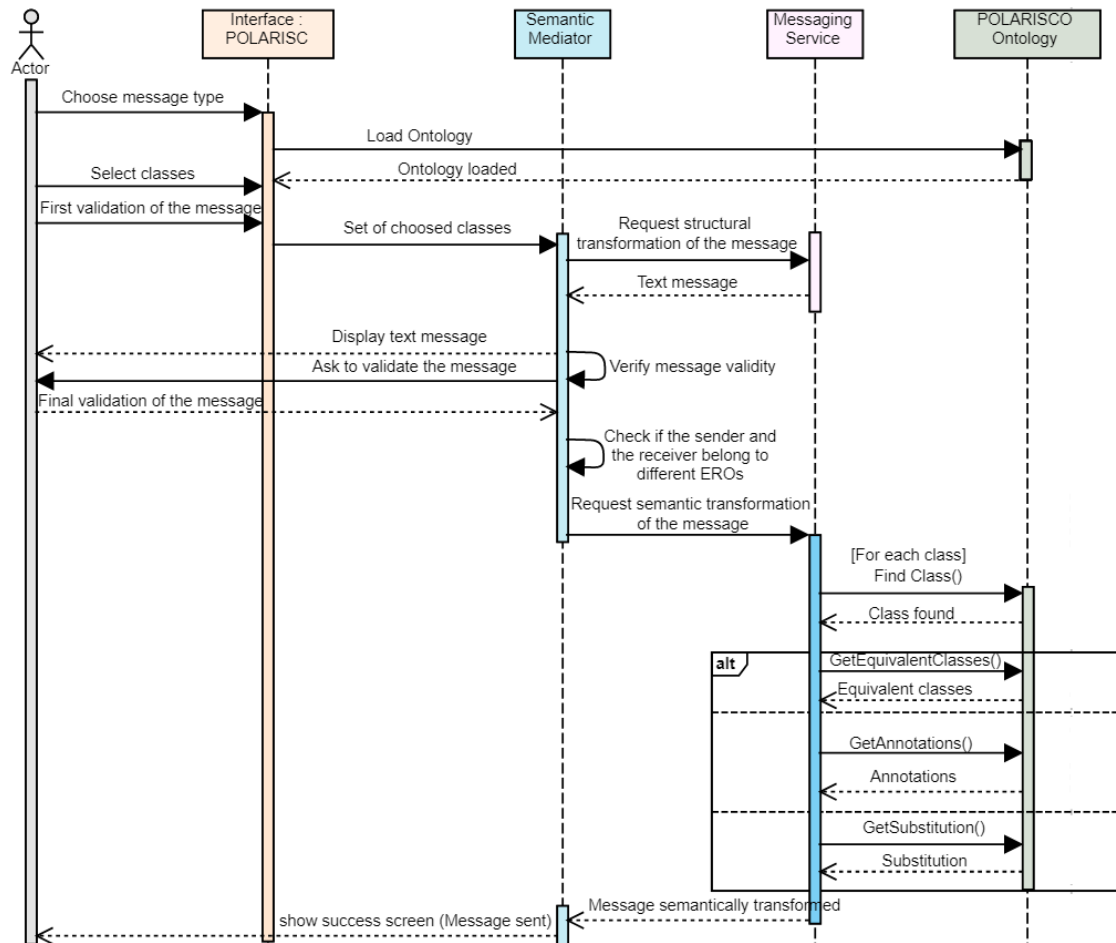 Interface :
POLARISC
Semantic
Mediator
Messaging
Service
POLARISCO
Ontology
Actor
Choose message type
Load Ontology
Ontology loaded
Select classes
First validation of the message
Set of choosed classes
Request structural
transformation of the message
Text message
Display text message
Verify message validity
Ask to validate the message
Final validation of the message
Check if the sender and
the receiver belong to
different EROs
Request semantic transformation
of the message
[For each class]
Find Class()
Class found
alt
GetEquivalentClasses()
Equivalent classes
GetAnnotations()
Annotations
GetSubstitution()
Substitution
Message semantically transformed
show success screen (Message sent)